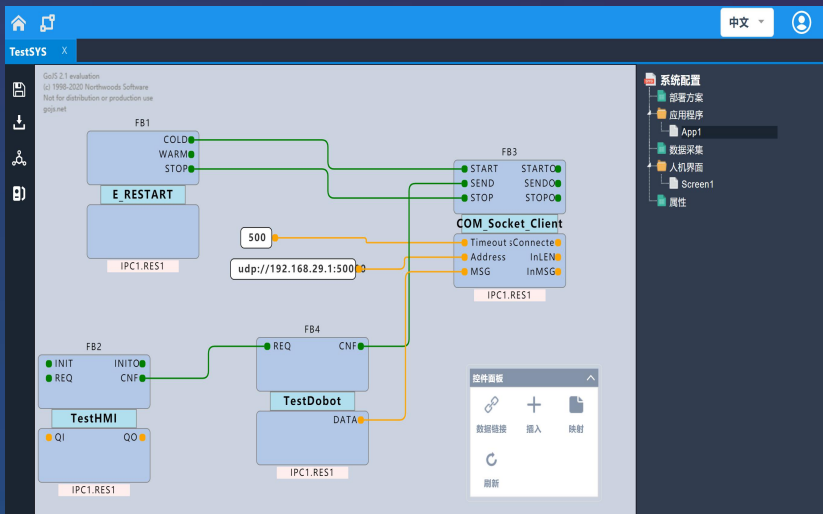 中文
TestSYS X
GoJS 2.1 evaluation
(c) 1998-2020 Northwoods Software
Not for distribution or production use
gojs.net
FB1
COLD
WARM
STOP
E_RESTART
IPC1.RES1
FB3
START STARTO
SEND SENDO
STOP STOPO
COM_Socket_Client
Timeout sConnecte
Address InLEN
MSG InMSG
IPC1.RES1
500
udp://192.168.29.1:50000
FB2
INIT INITO
REQ CNF
TestHMI
QI QO
IPC1.RES1
FB4
REQ CNF
TestDobot
DATA
IPC1.RES1
控件面板
数据链接 插入 映射
刷新
系统配置
部署方案
应用程序
App1
数据采集
人机界面
Screen1
属性